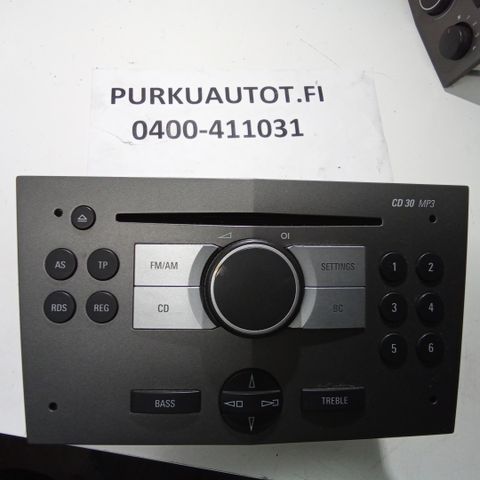 PURKUAUTOT.FI
0400-411031
CD 30 MP3
AS
TP
FM/AM
SETTINGS
1
2
RDS
REG
CD
BC
3
4
5
6
BASS
TREBLE